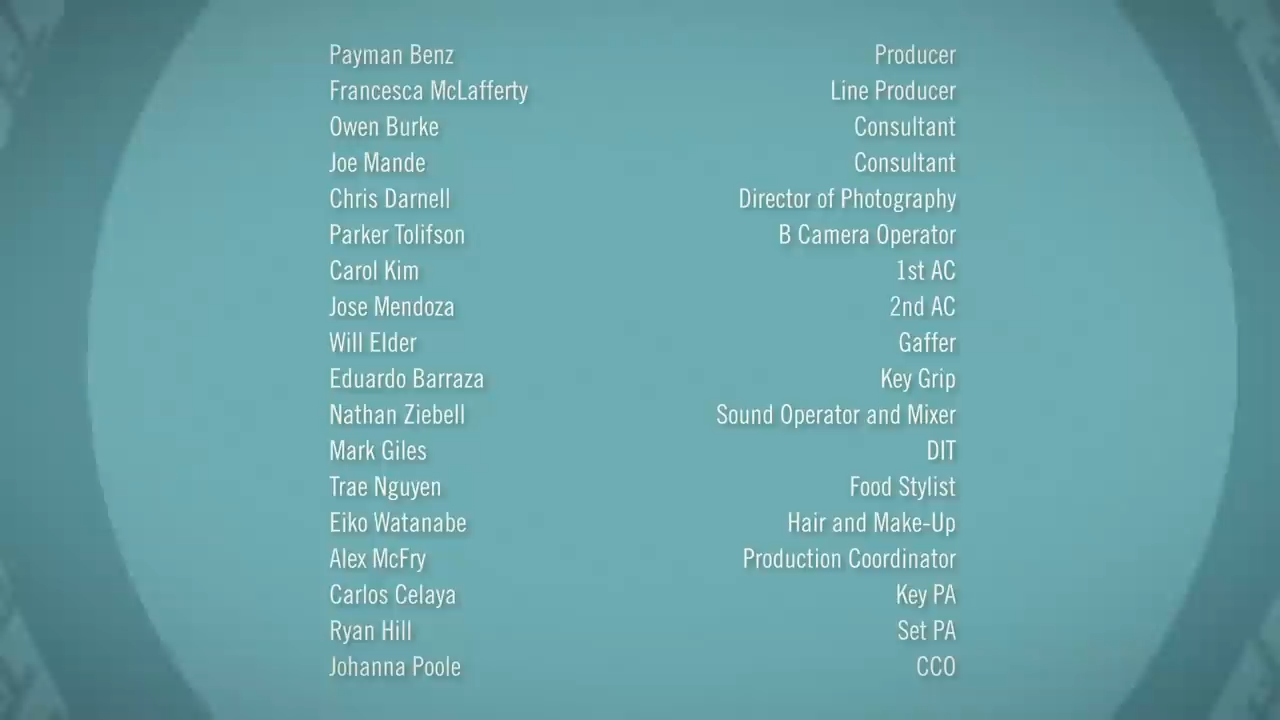 Payman Benz Producer
Francesca McLafferty Line Producer
Owen Burke Consultant
Joe Mande Consultant
Chris Darnell Director of Photography
Parker Tolifson B Camera Operator
Carol Kim 1st AC
Jose Mendoza 2nd AC
Will Elder Gaffer
Eduardo Barraza Key Grip
Nathan Ziebell Sound Operator and Mixer
Mark Giles DIT
Trae Nguyen Food Stylist
Eiko Watanabe Hair and Make-Up
Alex McFry Production Coordinator
Carlos Celaya Key PA
Ryan Hill Set PA
Johanna Poole CCO